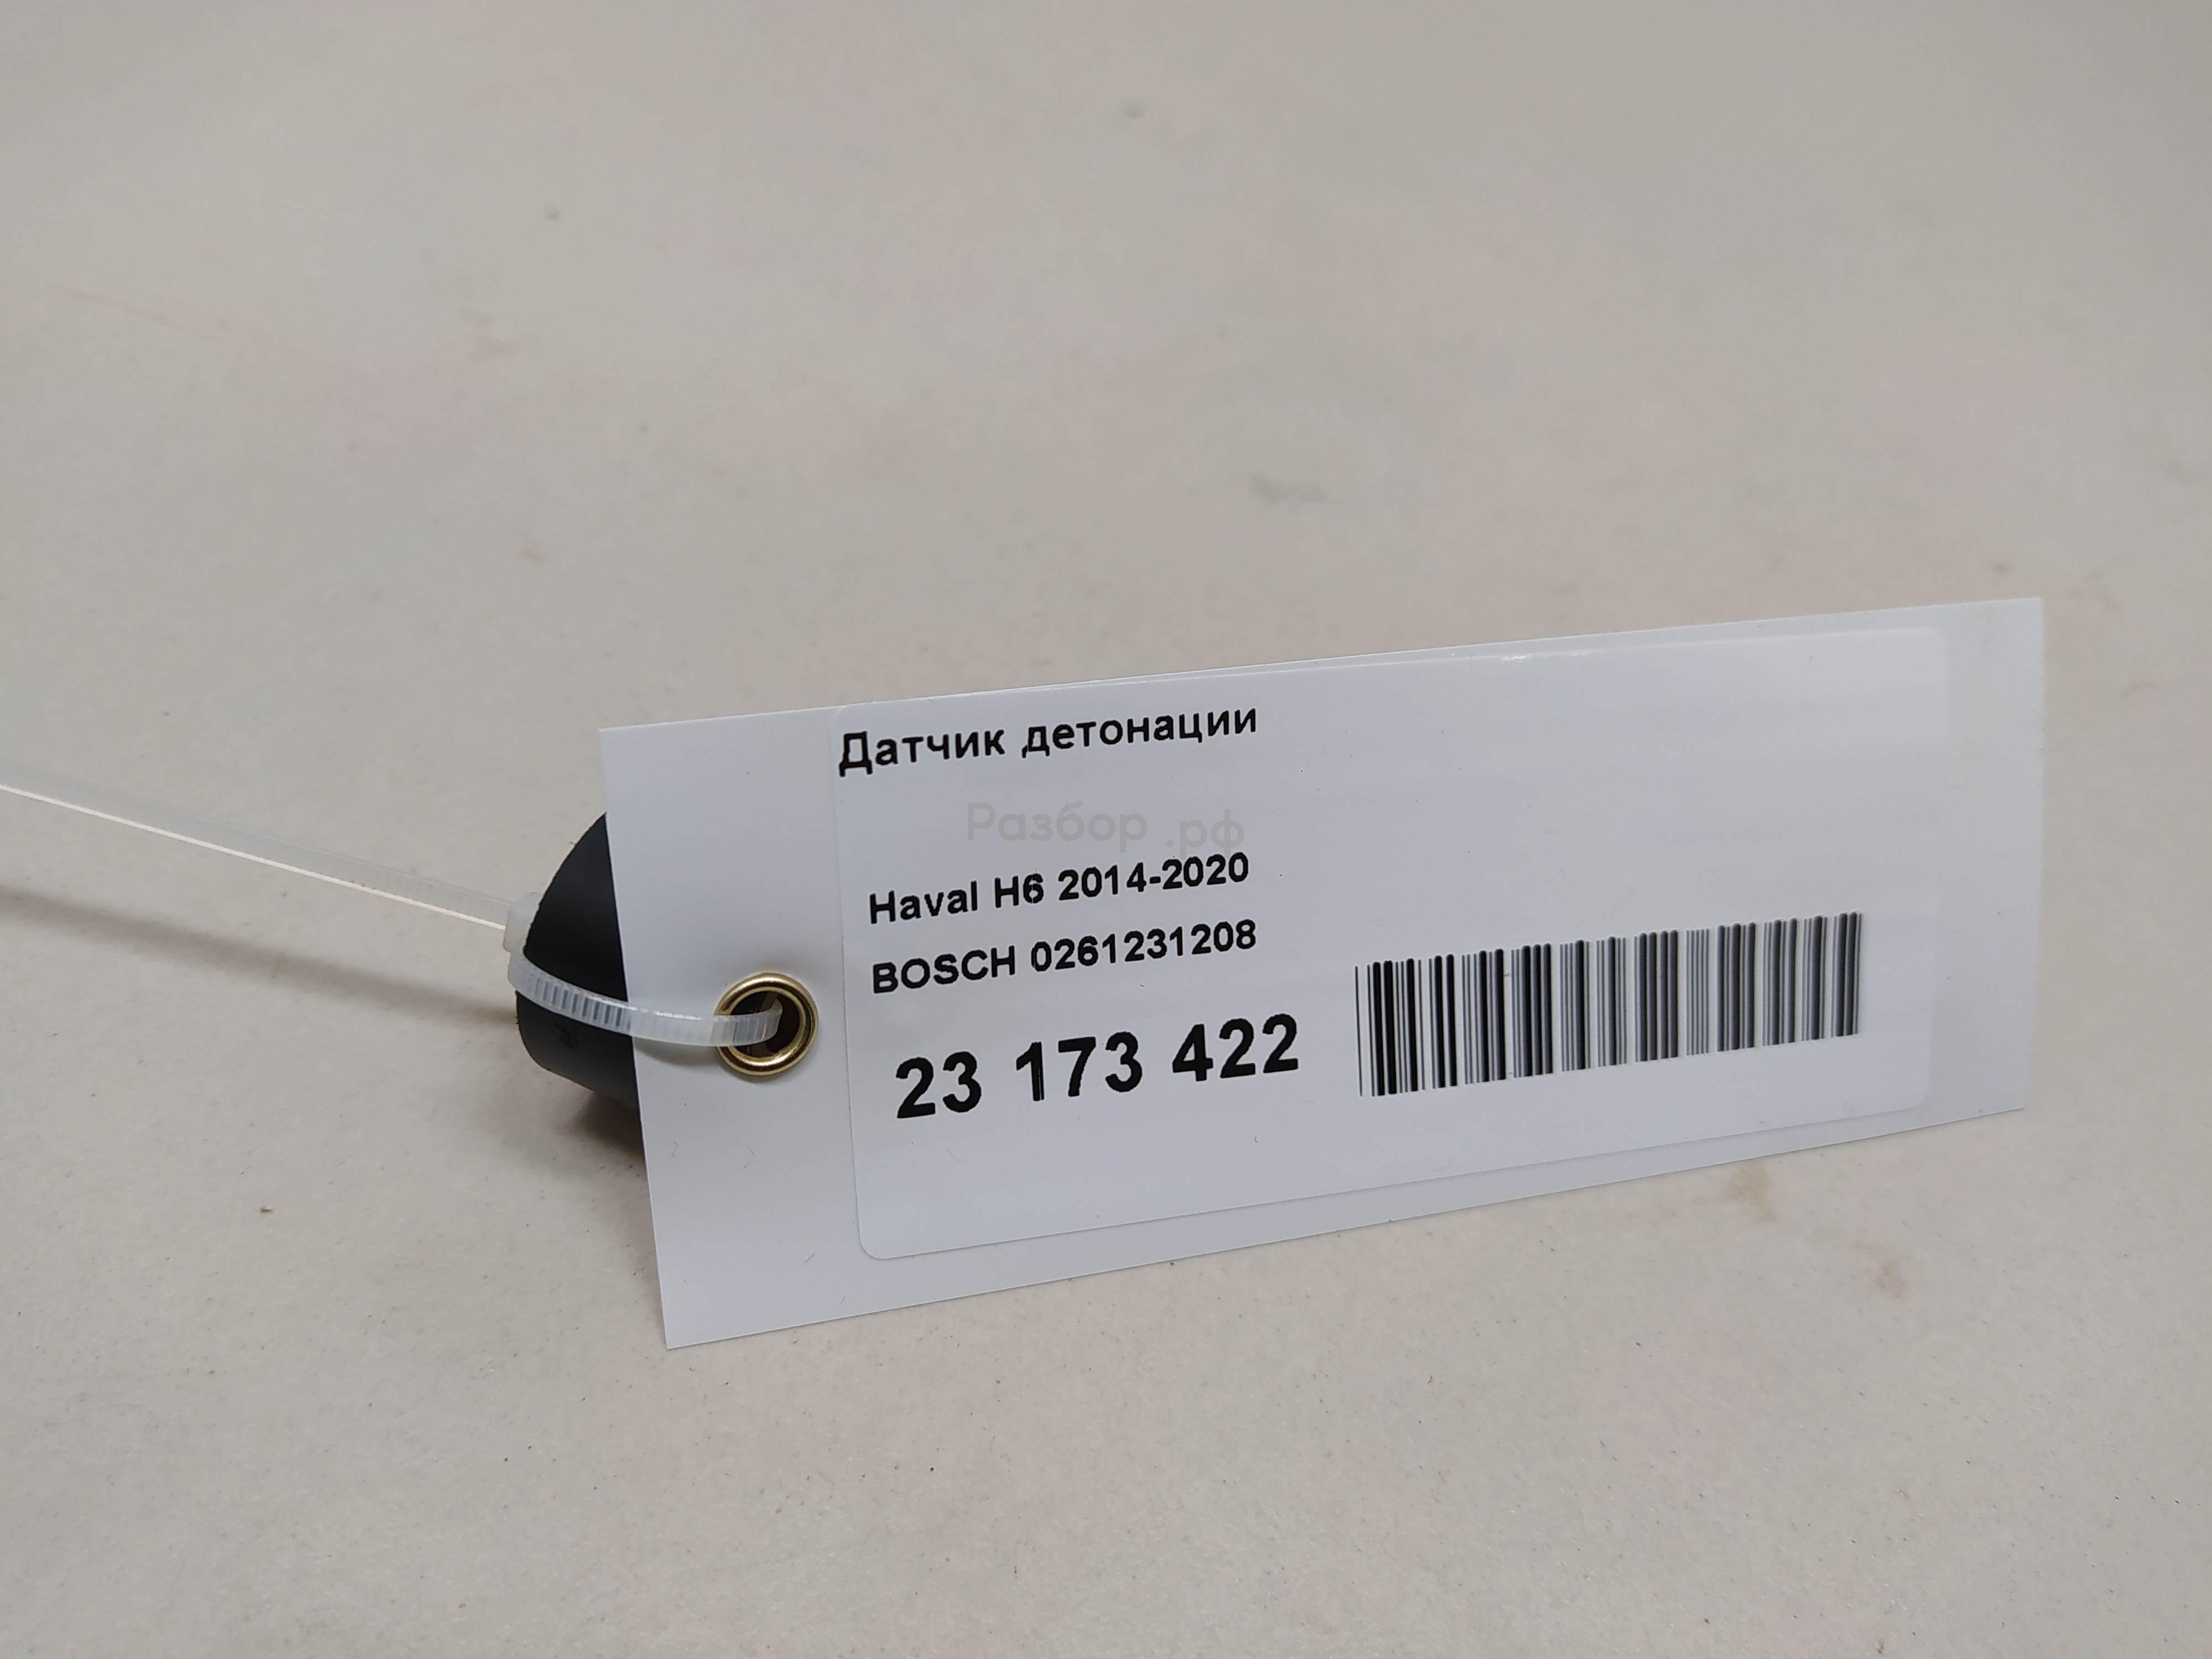 Датчик детонации
Разбор.рф
Haval H6 2014-2020
BOSCH 0261231208
23 173 422